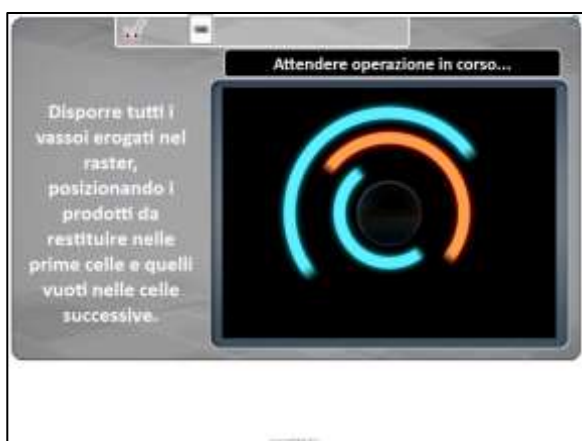 Attendere operazione in corso...
Disporre tutti i
vassoi erogati nel
raster,
posizionando i
prodotti da
restituire nelle
prime celle e quelli
vuoti nelle celle
successive.